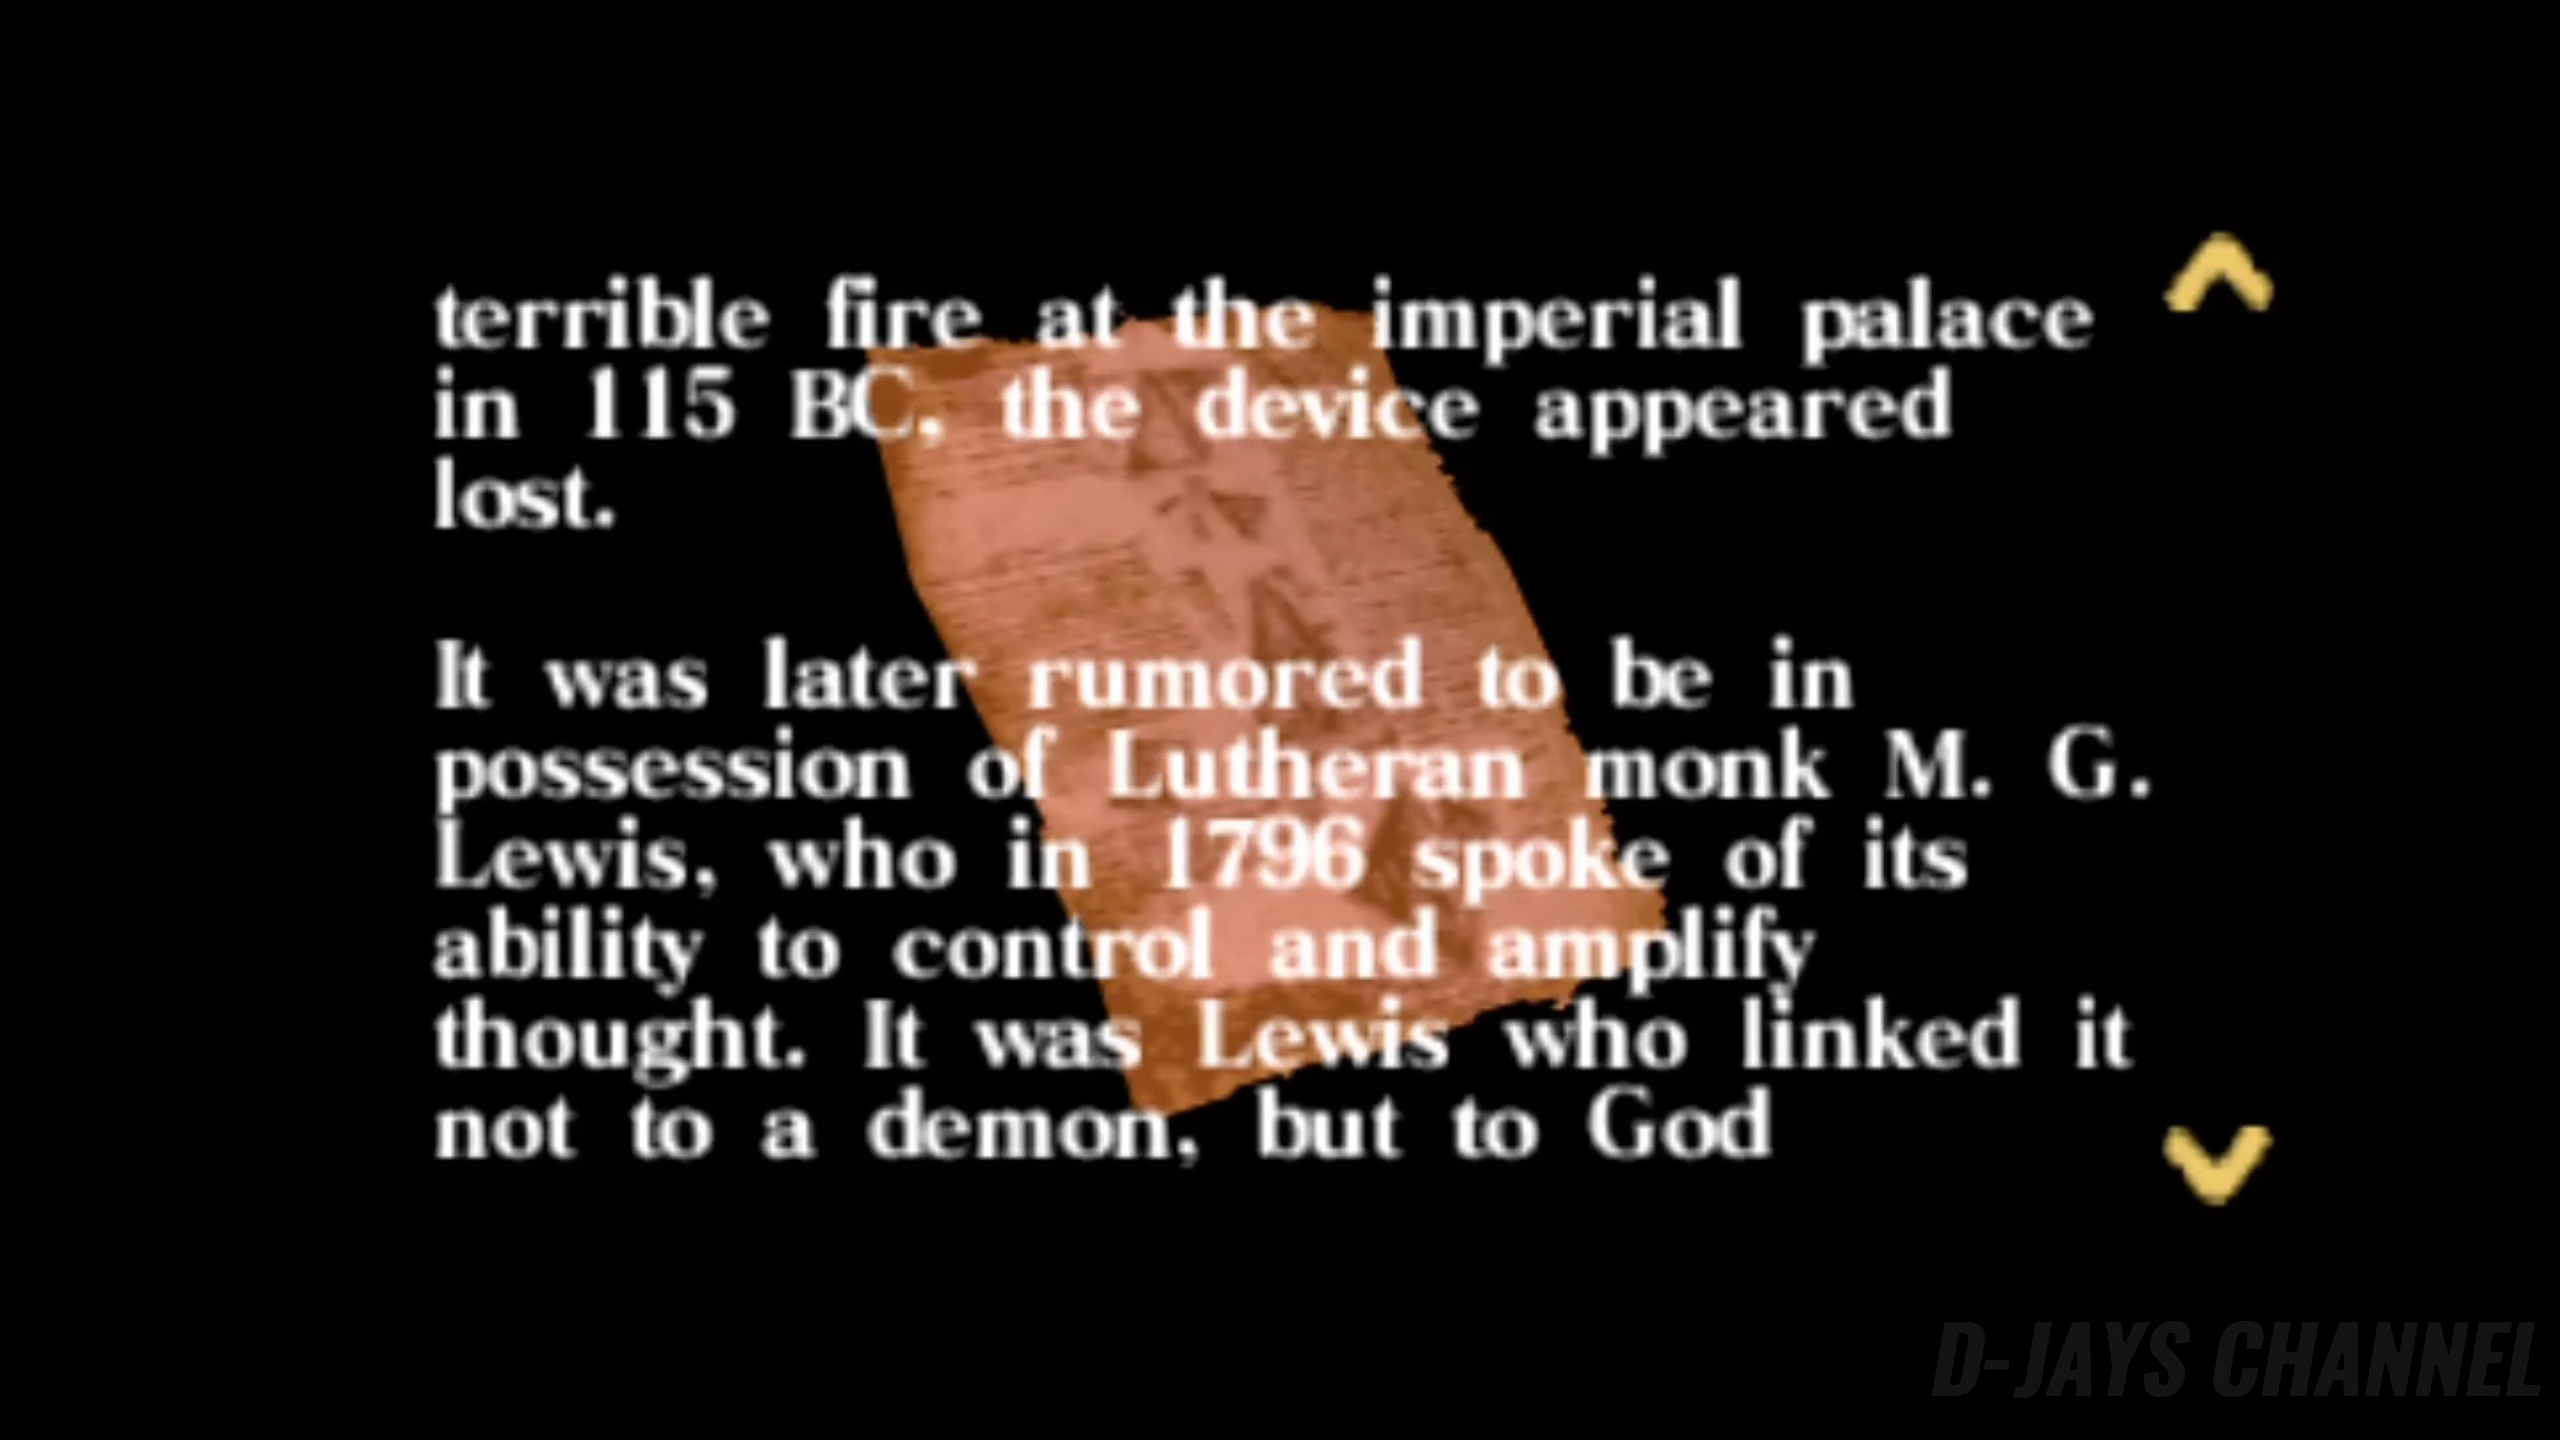 terrible fire at the imperial palace
in 115 BC, the device appeared
lost.
It was later rumored to be in
possession of Lutheran monk M. G.
Lewis, who in 1796 spoke of its
ability to control and amplify
thought. It was Lewis who linked it
not to a demon, but to God
D-JAYS CHANNEL